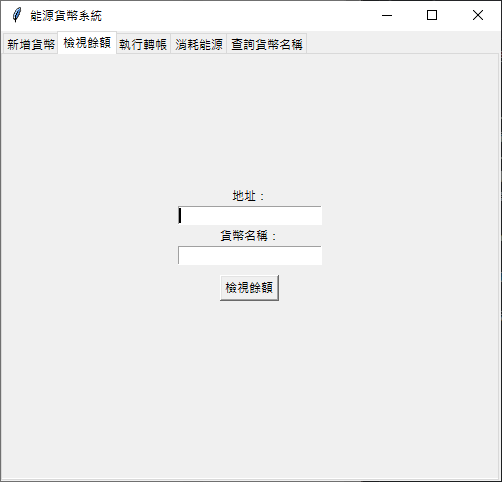 能源貨幣系統
新增貨幣 檢視餘額 執行轉帳 消耗能源 查詢貨幣名稱
地址：
貨幣名稱：
檢視餘額